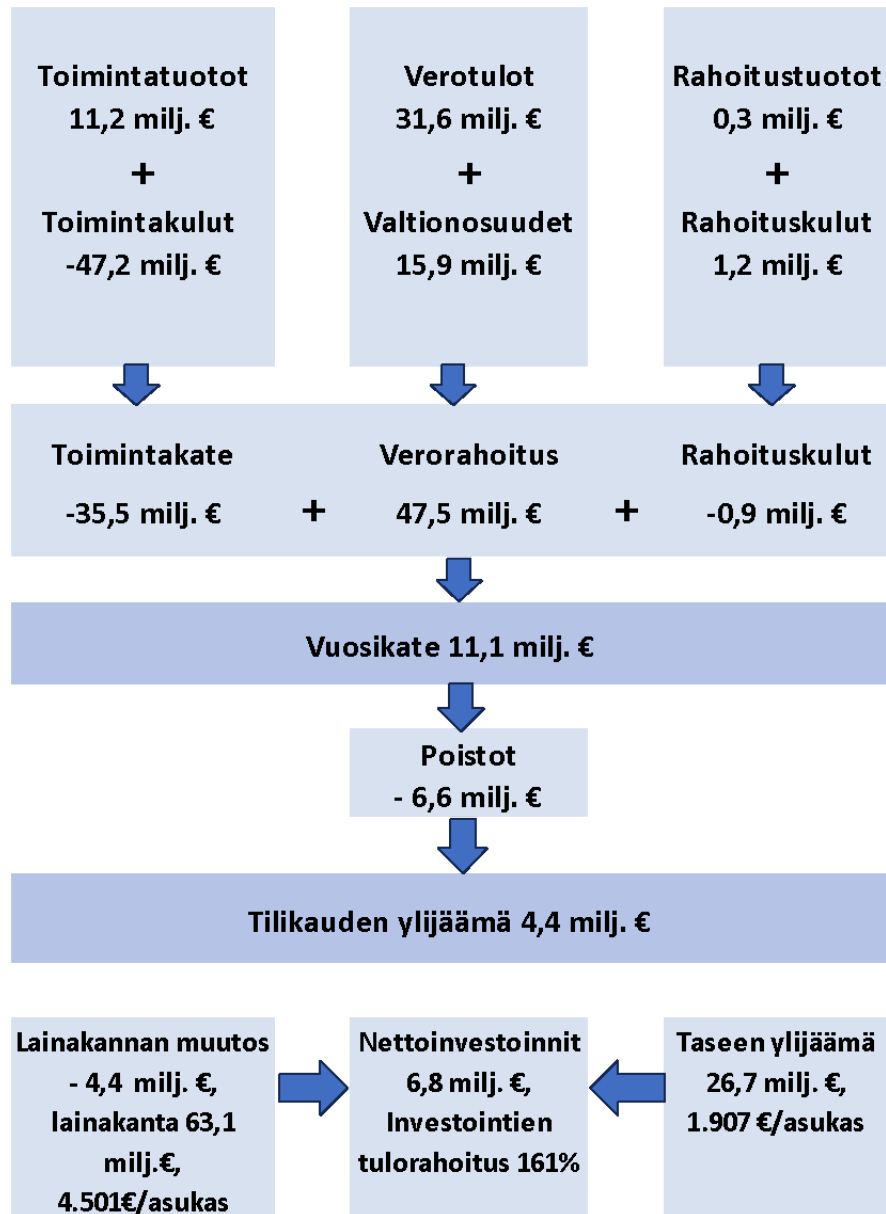 Toimintatuotot
11,2 milj. €
+
Toimintakulut
-47,2 milj. €
Verotulot
31,6 milj. €
+
Valtionosuudet
15,9 milj. €
Rahoitustuotot
0,3 milj. €
+
Rahoituskulut
1,2 milj. €
Toimintakate
-35,5 milj. €
+
Verorahoitus
47,5 milj. €
+
Rahoituskulut
-0,9 milj. €
Vuosikate 11,1 milj. €
Poistot
- 6,6 milj. €
Tilikauden ylijäämä 4,4 milj. €
Lainakannan muutos
- 4,4 milj. €,
lainakanta 63,1
milj.€,
4.501€/asukas
Nettoinvestoinnit
6,8 milj. €,
Investointien
tulorahoitus 161%
Taseen ylijäämä
26,7 milj. €,
1.907 €/asukas